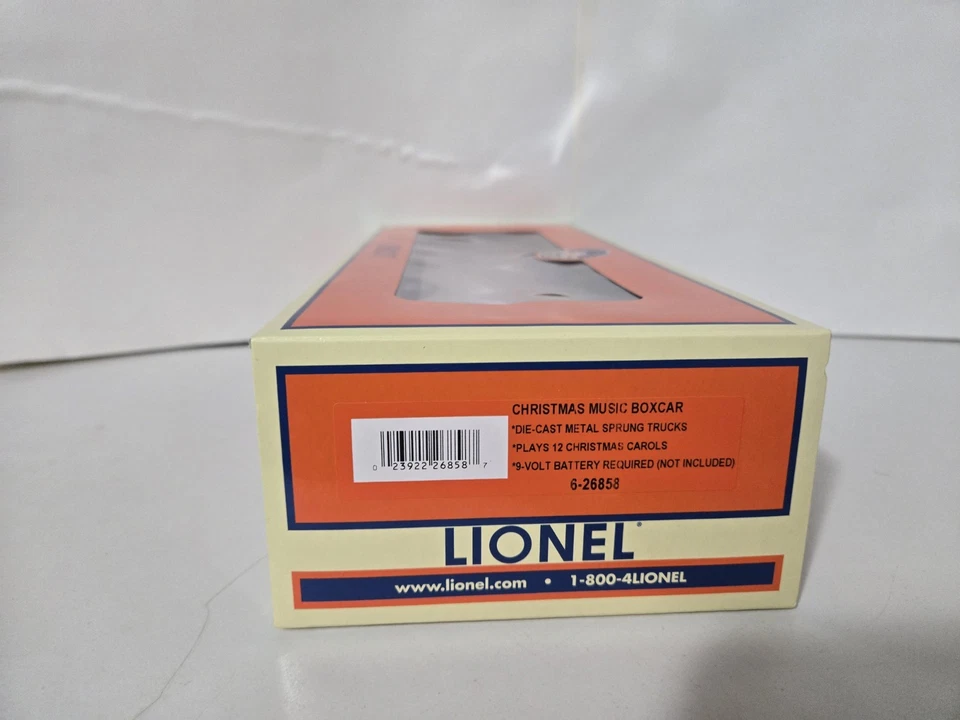 CHRISTMAS MUSIC BOXCAR
*DIE-CAST METAL SPRUNG TRUCKS
*PLAYS 12 CHRISTMAS CAROLS
*9-VOLT BATTERY REQUIRED (NOT INCLUDED)
6-26858
0 23922 26858 7
LIONEL
www.lionel.com • 1-800-4LIONEL